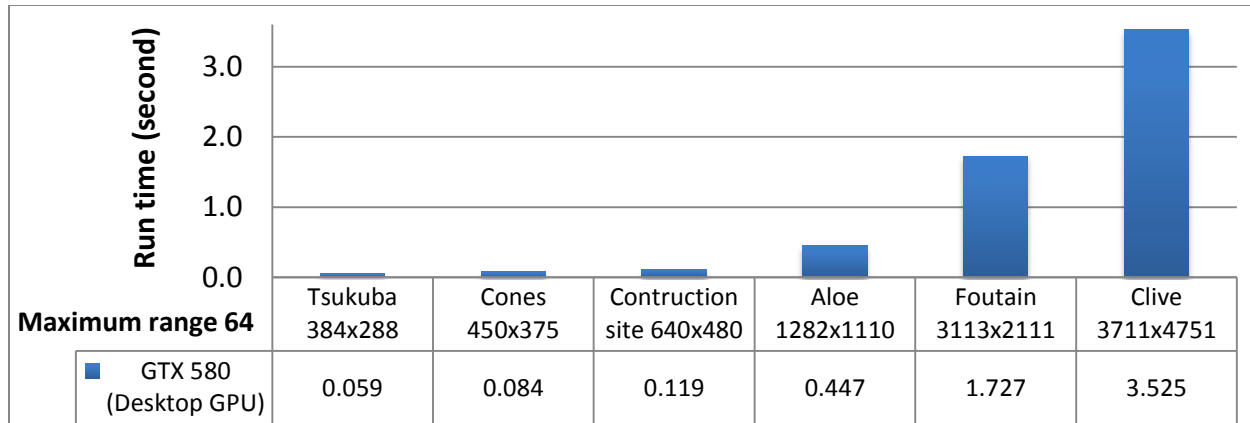 Run time (second)
3.0
2.0
1.0
0.0
Maximum range 64
Tsukuba
384x288
Cones
450x375
Contruction
site 640x480
Aloe
1282x1110
Foutain
3113x2111
Clive
3711x4751
GTX 580
(Desktop GPU)
0.059
0.084
0.119
0.447
1.727
3.525